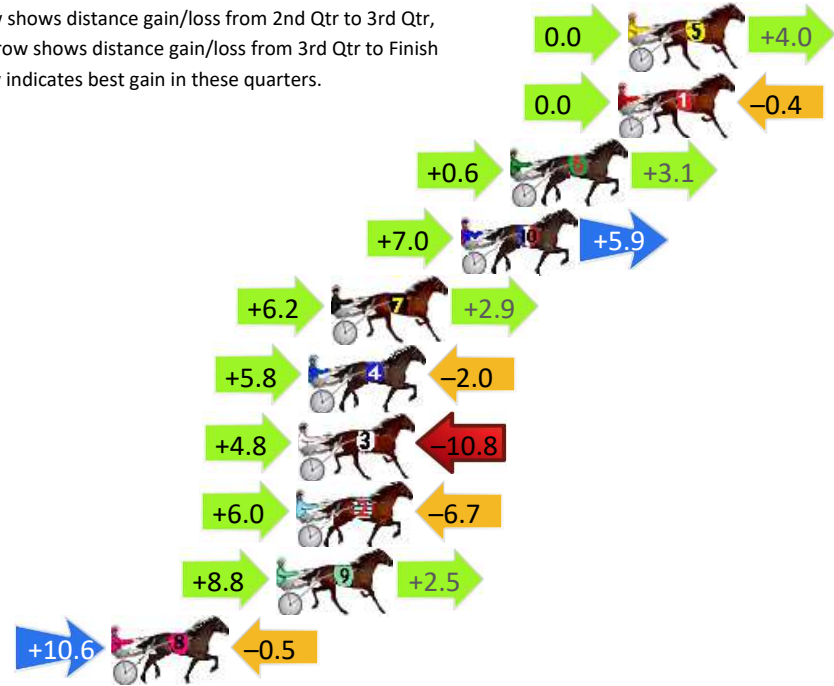 w shows distance gain/loss from 2nd Qtr to 3rd Qtr,
row shows distance gain/loss from 3rd Qtr to Finish
indicates best gain in these quarters.
0.0 5 +4.0
0.0 1 –0.4
+0.6 6 +3.1
+7.0 10 +5.9
+6.2 7 +2.9
+5.8 4 –2.0
+4.8 3 –10.8
+6.0 2 –6.7
+8.8 9 +2.5
+10.6 8 –0.5